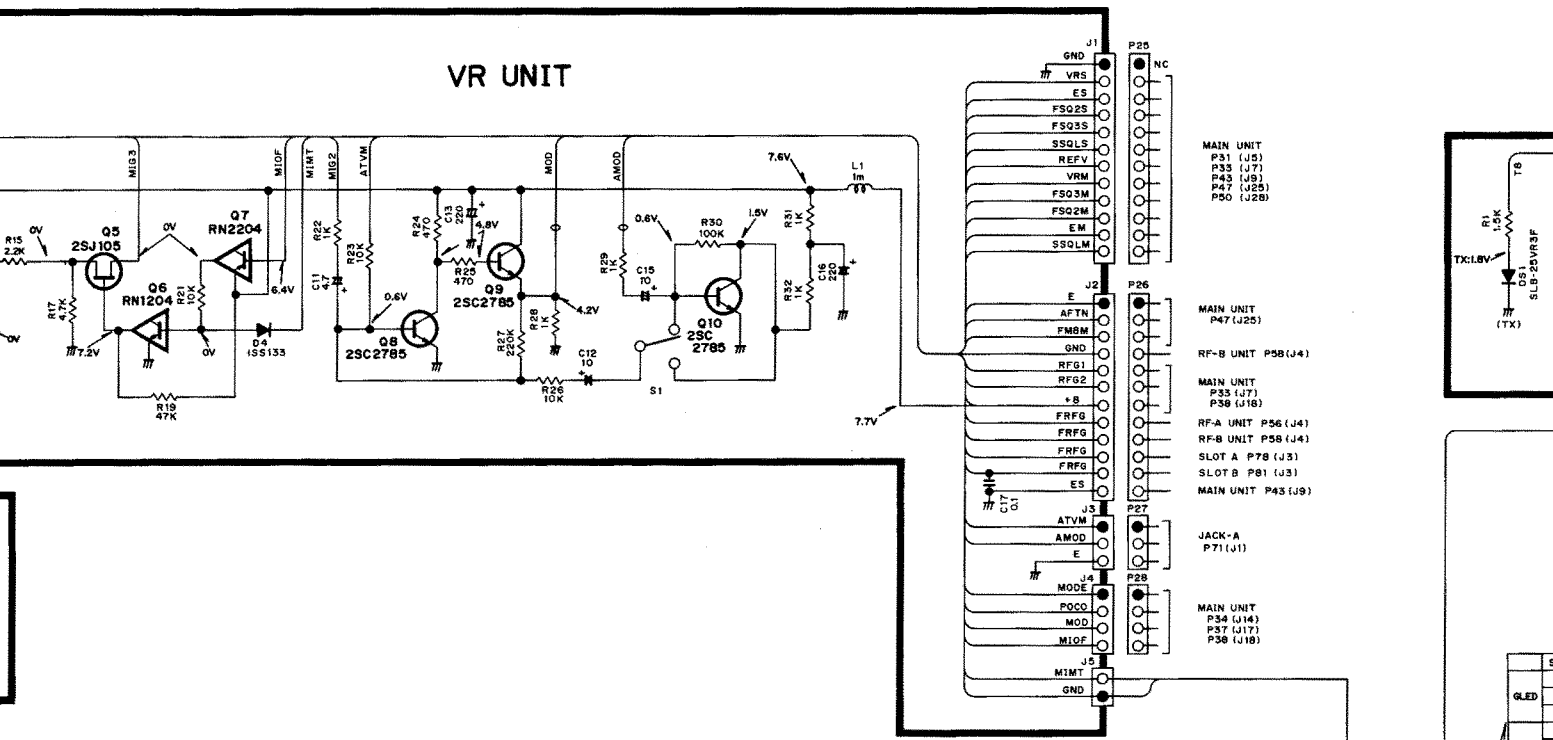 VR UNIT
MIG3
MIOF
MIMT
MIG2
ATVM
MOD
AMOD
R15
2.2K
0V
Q5
2SJ105
0V
Q7
RN2204
6.4V
R17
4.7K
7.2V
0V
Q6
RN1204
R21
10K
0V
D4
1SS133
R19
47K
R22
1K
R23
10K
C11
4.7
0.6V
Q8
2SC2785
R24
470
C13
220
4.8V
R25
470
Q9
2SC2785
4.2V
R27
220K
R28
1K
R26
10K
C12
10
S1
R29
1K
C15
10
0.6V
R30
100K
1.5V
Q10
2SC
2785
7.6V
R31
1K
R32
1K
C16
220
L1
1m
7.7V
J1
P25
GND
NC
VRS
ES
FSQ2S
FSQ3S
SSQLS
REFV
VRM
FSQ3M
FSQ2M
EM
SSQLM
MAIN UNIT
P31 (J5)
P33 (J7)
P43 (J9)
P47 (J25)
P50 (J28)
J2
P26
E
AFTN
FM8M
GND
RFG1
RFG2
+8
FRFG
FRFG
FRFG
FRFG
ES
C17
0.1
MAIN UNIT
P47(J25)
RF-B UNIT P58(J4)
MAIN UNIT
P33 (J7)
P38 (J18)
RF-A UNIT P56(J4)
RF-B UNIT P58(J4)
SLOT A P78 (J3)
SLOT B P81 (J3)
MAIN UNIT P43(J9)
J3
P27
ATVM
AMOD
E
JACK-A
P71(J1)
J4
P28
MODE
POCO
MOD
MIOF
MAIN UNIT
P34 (J14)
P37 (J17)
P38 (J18)
J5
MIMT
GND
T8
R1
1.5K
TX:1.8V
DS1
SLB-25VR3F
(TX)
S
GLED